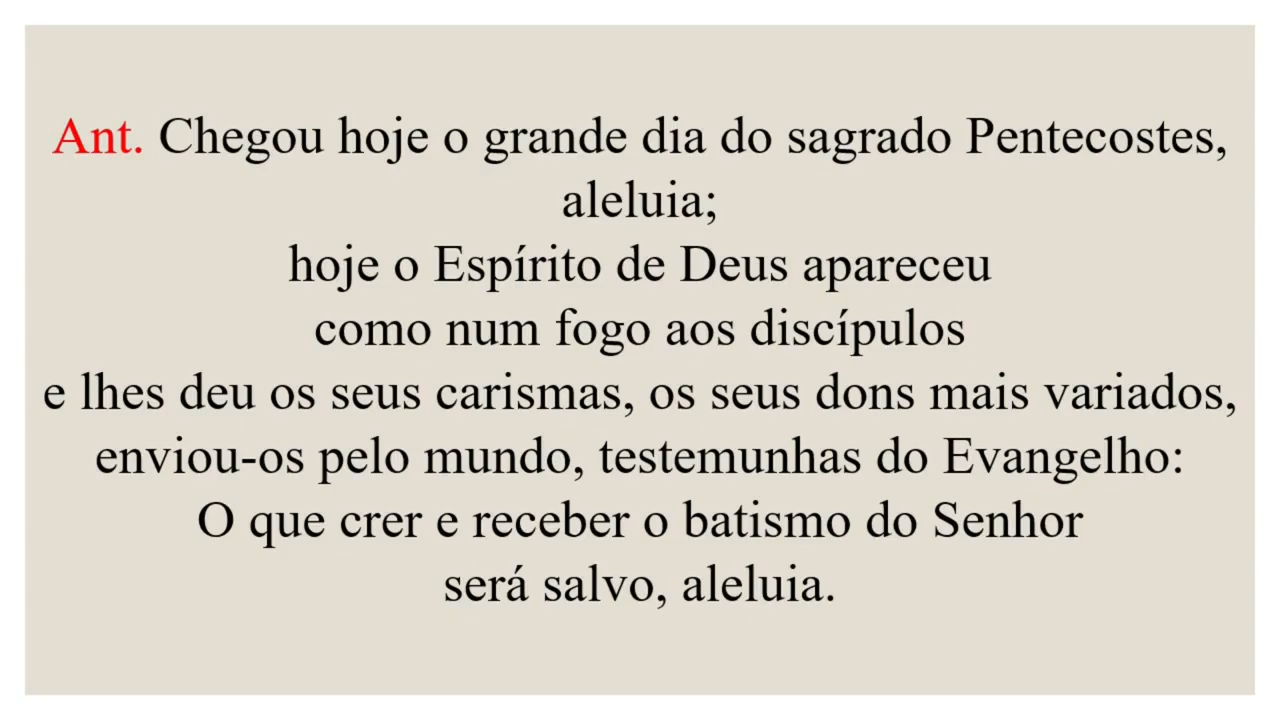 Ant. Chegou hoje o grande dia do sagrado Pentecostes,
aleluia;
hoje o Espírito de Deus apareceu
como num fogo aos discípulos
e lhes deu os seus carismas, os seus dons mais variados,
enviou-os pelo mundo, testemunhas do Evangelho:
O que crer e receber o batismo do Senhor
será salvo, aleluia.